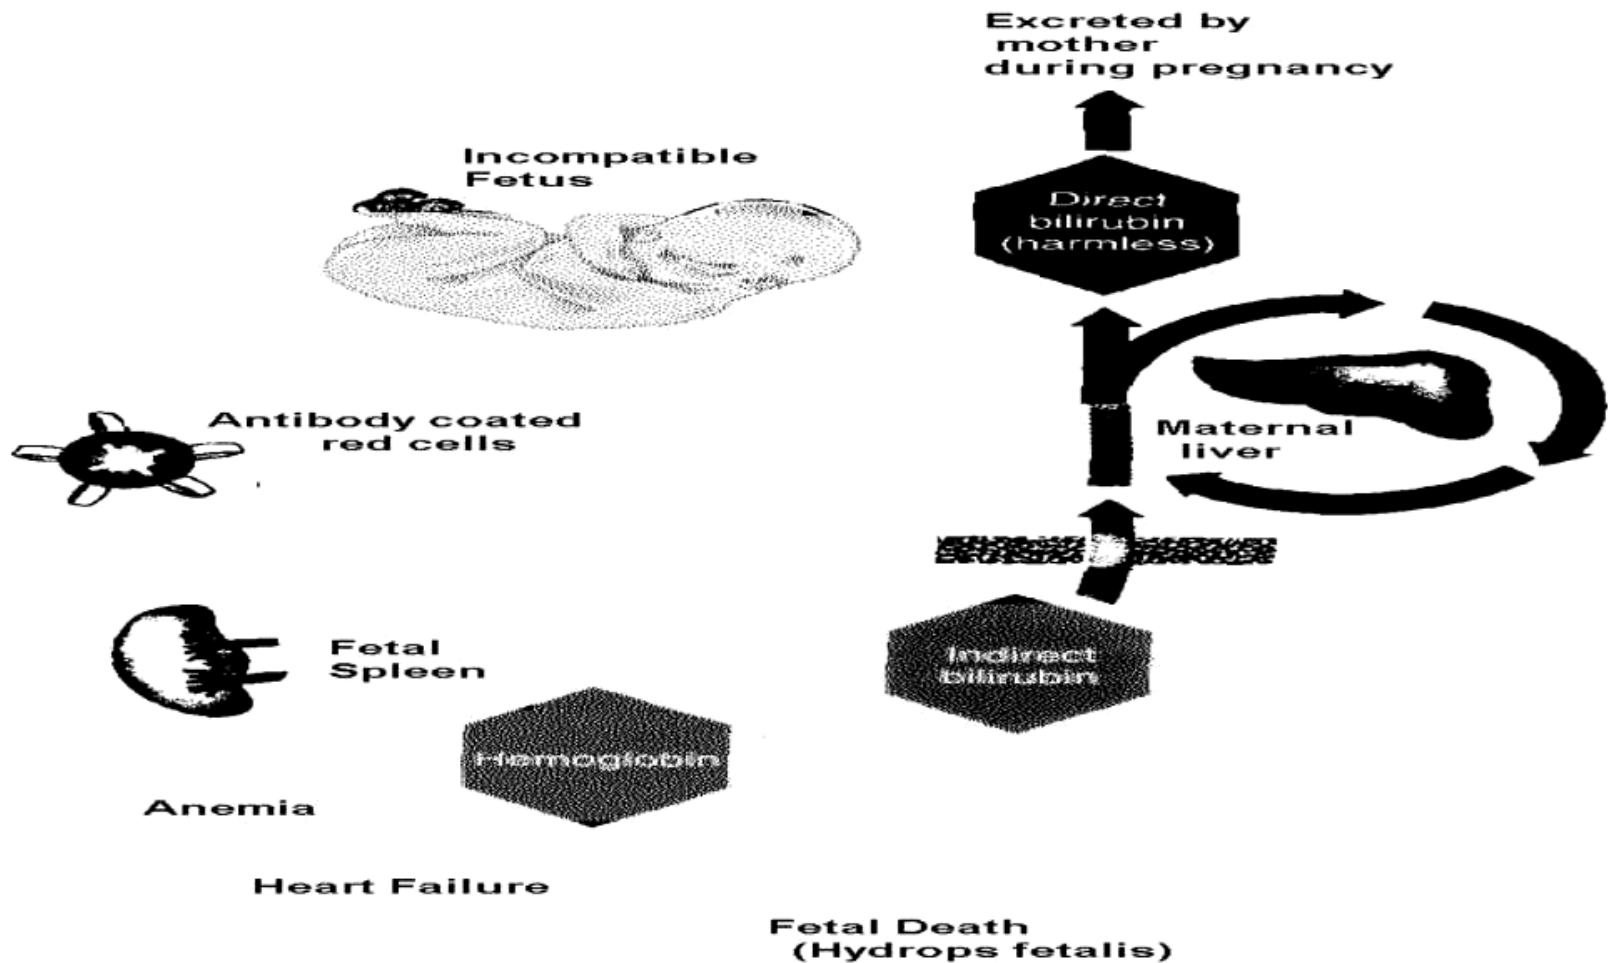 Excreted by
mother
during pregnancy
Incompatible
Fetus
Direct
bilirubin
(harmless)
Antibody coated
red cells
Maternal
liver
Fetal
Spleen
Indirect
bilirubin
Hemoglobin
Anemia
Heart Failure
Fetal Death
(Hydrops fetalis)